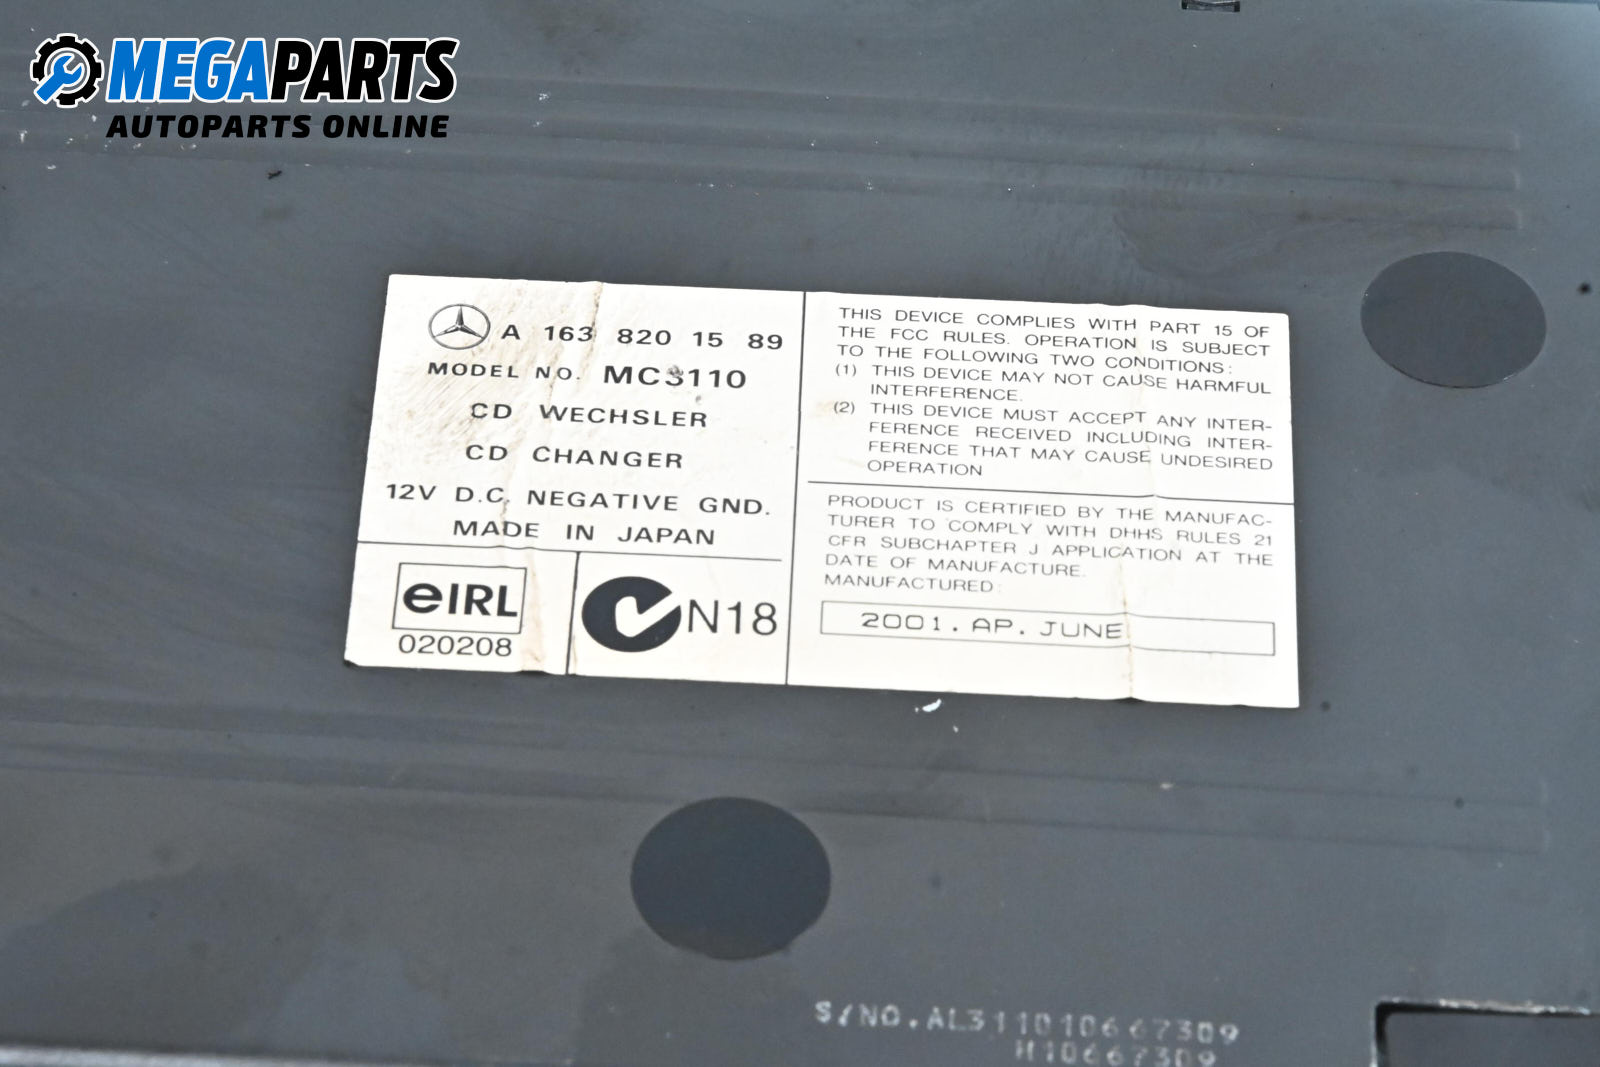 MEGAPARTS
AUTOPARTS ONLINE
A 163 820 15 89
MODEL NO. MC3110
CD WECHSLER
CD CHANGER
12V D.C. NEGATIVE GND.
MADE IN JAPAN
eIRL
020208
N18
THIS DEVICE COMPLIES WITH PART 15 OF
THE FCC RULES. OPERATION IS SUBJECT
TO THE FOLLOWING TWO CONDITIONS:
(1) THIS DEVICE MAY NOT CAUSE HARMFUL
INTERFERENCE.
(2) THIS DEVICE MUST ACCEPT ANY INTER-
FERENCE RECEIVED INCLUDING INTER-
FERENCE THAT MAY CAUSE UNDESIRED
OPERATION
PRODUCT IS CERTIFIED BY THE MANUFAC-
TURER TO COMPLY WITH DHHS RULES 21
CFR SUBCHAPTER J APPLICATION AT THE
DATE OF MANUFACTURE.
MANUFACTURED:
2001. AP. JUNE
S/NO.AL311010667309
H10667309